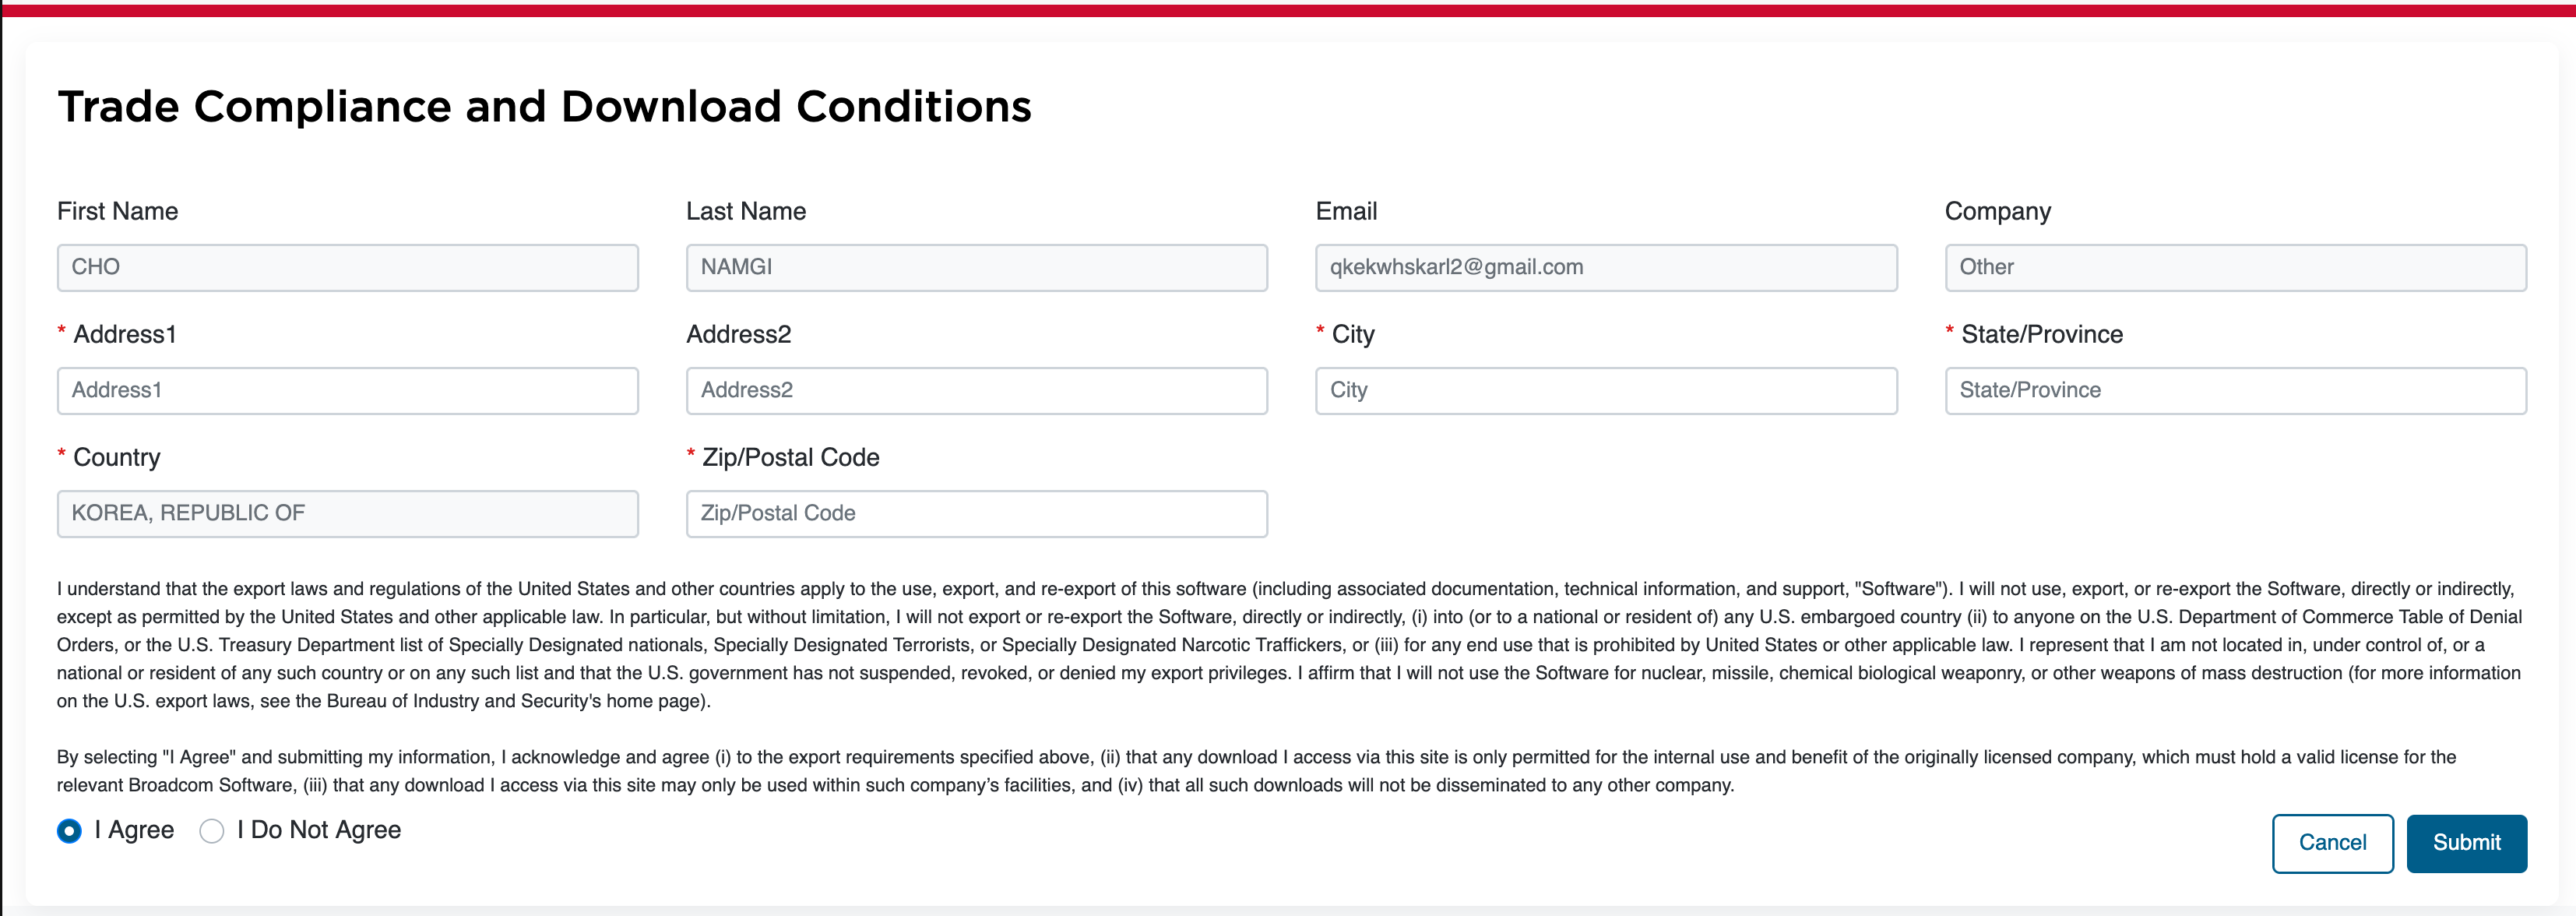 Trade Compliance and Download Conditions
First Name
Last Name
Email
Company
CHO
NAMGI
qkekwhskarl2@gmail.com
Other
* Address1
Address2
* City
* State/Province
Address1
Address2
City
State/Province
* Country
* Zip/Postal Code
KOREA, REPUBLIC OF
Zip/Postal Code
I understand that the export laws and regulations of the United States and other countries apply to the use, export, and re-export of this software (including associated documentation, technical information, and support, "Software"). I will not use, export, or re-export the Software, directly or indirectly,
except as permitted by the United States and other applicable law. In particular, but without limitation, I will not export or re-export the Software, directly or indirectly, (i) into (or to a national or resident of) any U.S. embargoed country (ii) to anyone on the U.S. Department of Commerce Table of Denial
Orders, or the U.S. Treasury Department list of Specially Designated nationals, Specially Designated Terrorists, or Specially Designated Narcotic Traffickers, or (iii) for any end use that is prohibited by United States or other applicable law. I represent that I am not located in, under control of, or a
national or resident of any such country or on any such list and that the U.S. government has not suspended, revoked, or denied my export privileges. I affirm that I will not use the Software for nuclear, missile, chemical biological weaponry, or other weapons of mass destruction (for more information
on the U.S. export laws, see the Bureau of Industry and Security's home page).
By selecting "I Agree" and submitting my information, I acknowledge and agree (i) to the export requirements specified above, (ii) that any download I access via this site is only permitted for the internal use and benefit of the originally licensed company, which must hold a valid license for the
relevant Broadcom Software, (iii) that any download I access via this site may only be used within such company’s facilities, and (iv) that all such downloads will not be disseminated to any other company.
I Agree
I Do Not Agree
Cancel
Submit